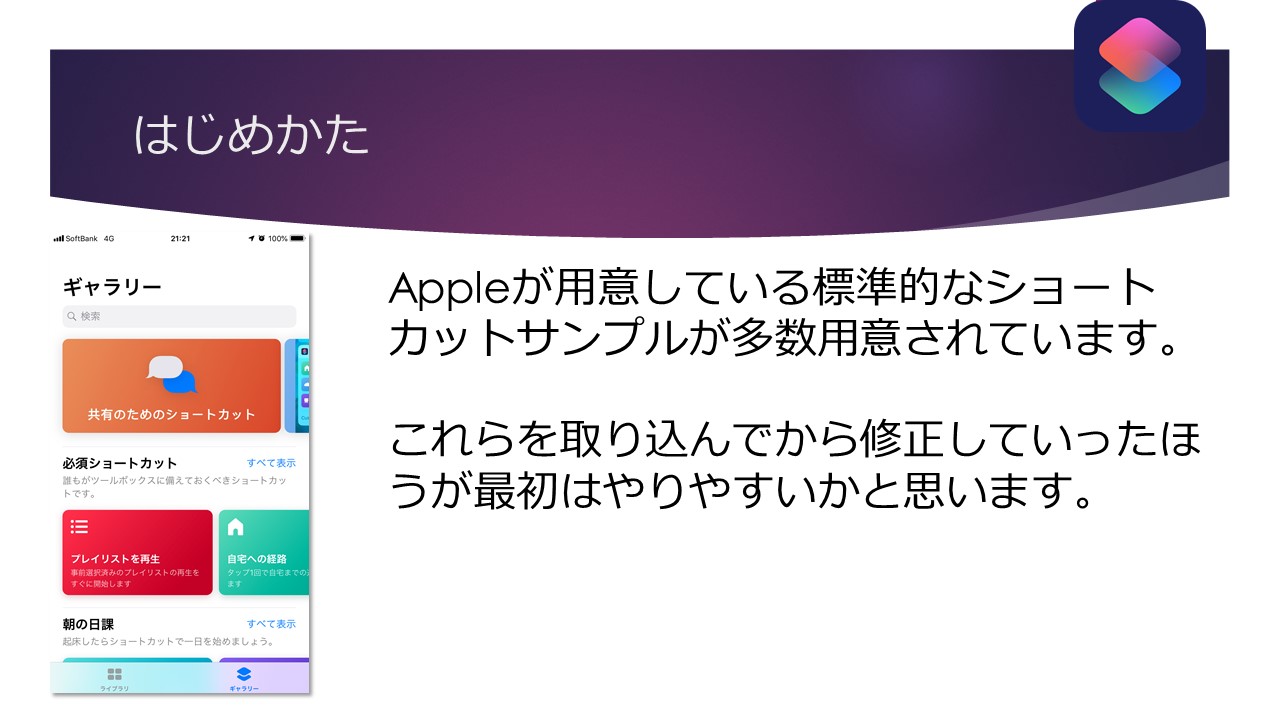 はじめかた
SoftBank 4G 21:21 100%
ギャラリー
検索
共有のためのショートカット
必須ショートカット すべて表示
誰もがツールボックスに備えておくべきショートカッ
トです。
プレイリストを再生
事前選択済みのプレイリストの再生を
すぐに開始します
自宅への経路
タップ1回で自宅までの
ます
朝の日課 すべて表示
起床したらショートカットで一日を始めましょう。
ライブラリ ギャラリー
Appleが用意している標準的なショート
カットサンプルが多数用意されています。
これらを取り込んでから修正していったほ
うが最初はやりやすいかと思います。